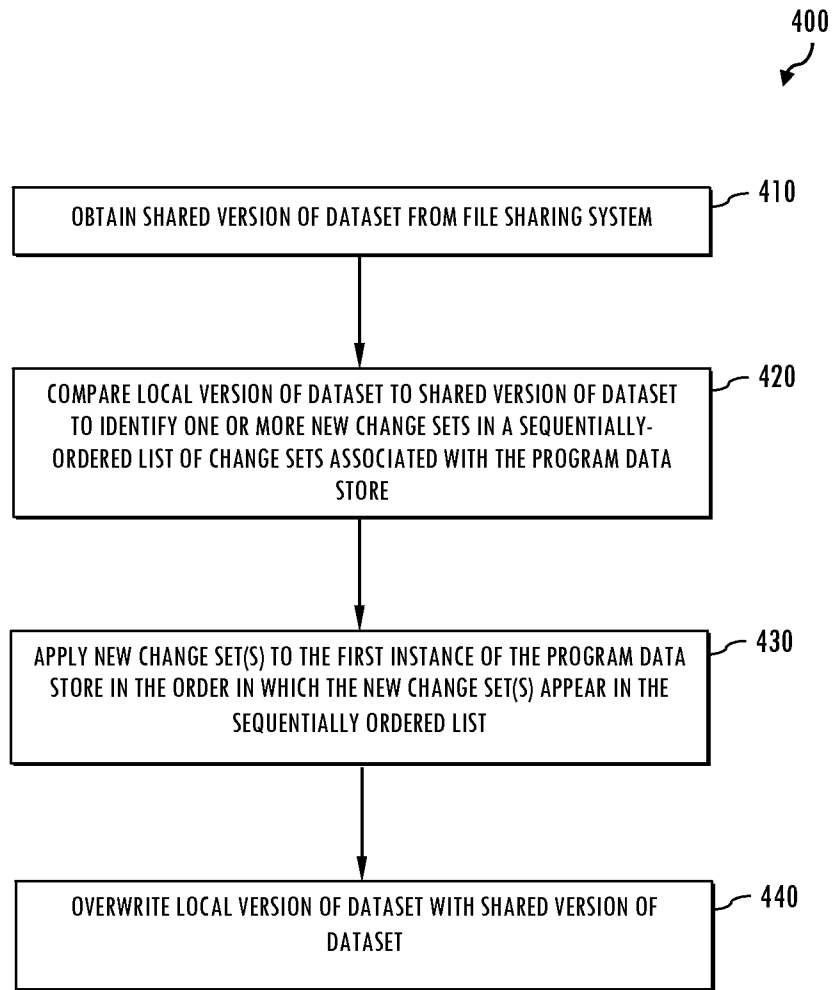 400
OBTAIN SHARED VERSION OF DATASET FROM FILE SHARING SYSTEM
410
COMPARE LOCAL VERSION OF DATASET TO SHARED VERSION OF DATASET
TO IDENTIFY ONE OR MORE NEW CHANGE SETS IN A SEQUENTIALLY-
ORDERED LIST OF CHANGE SETS ASSOCIATED WITH THE PROGRAM DATA
STORE
420
APPLY NEW CHANGE SET(S) TO THE FIRST INSTANCE OF THE PROGRAM DATA
STORE IN THE ORDER IN WHICH THE NEW CHANGE SET(S) APPEAR IN THE
SEQUENTIALLY ORDERED LIST
430
OVERWRITE LOCAL VERSION OF DATASET WITH SHARED VERSION OF
DATASET
440